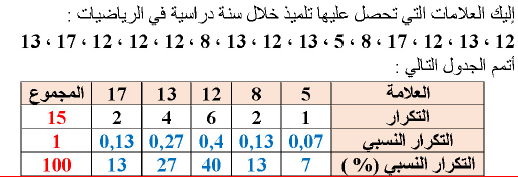 إليك العلامات التي تحصل عليها تلميذ خلال سنة دراسية في الرياضيات :
12 ، 13 ، 12 ، 17 ، 8 ، 5 ، 13 ، 12 ، 13 ، 8 ، 12 ، 12 ، 12 ، 17 ، 13
أتمم الجدول التالي :
العلامة 5 8 12 13 17 المجموع
التكرار 1 2 6 4 2 15
التكرار النسبي 0,07 0,13 0,4 0,27 0,13 1
التكرار النسبي (% ) 7 13 40 27 13 100